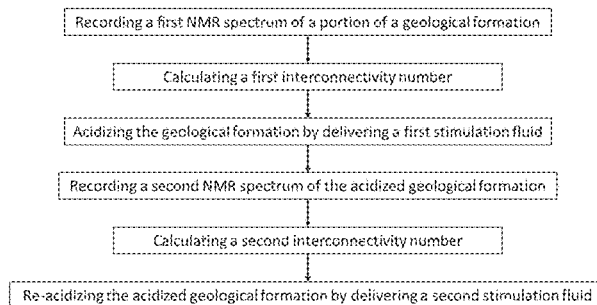 Recording a first NMR spectrum of a portion of a geological formation
Calculating a first interconnectivity number
Acidizing the geological formation by delivering a first stimulation fluid
Recording a second NMR spectrum of the acidized geological formation
Calculating a second interconnectivity number
Re-acidizing the acidized geological formation by delivering a second stimulation fluid